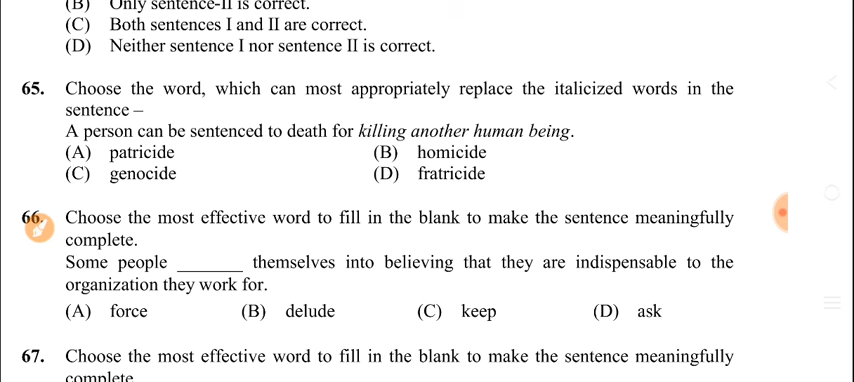 (B) Only sentence-II is correct.
(C) Both sentences I and II are correct.
(D) Neither sentence I nor sentence II is correct.
65. Choose the word, which can most appropriately replace the italicized words in the
sentence –
A person can be sentenced to death for killing another human being.
(A) patricide (B) homicide
(C) genocide (D) fratricide
66. Choose the most effective word to fill in the blank to make the sentence meaningfully
complete.
Some people _______ themselves into believing that they are indispensable to the
organization they work for.
(A) force (B) delude (C) keep (D) ask
67. Choose the most effective word to fill in the blank to make the sentence meaningfully
complete